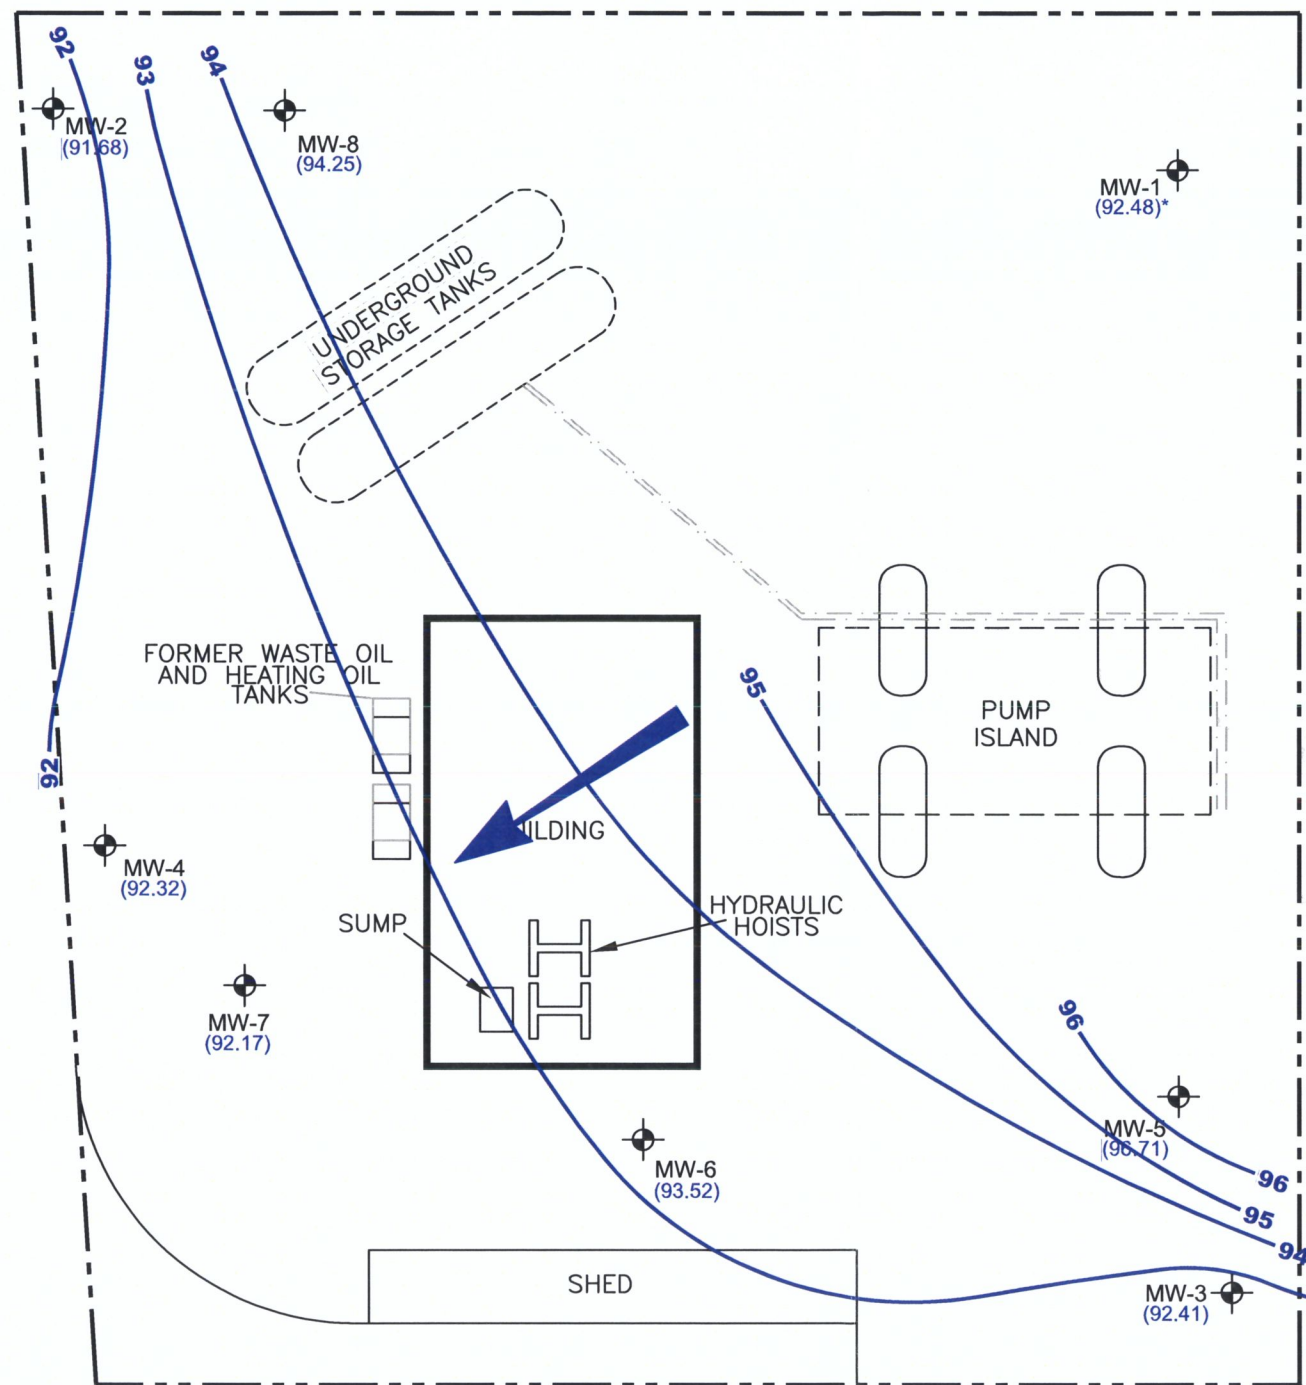 92
93
94
MW-2
(91.68)
MW-8
(94.25)
MW-1
(92.48)*
UNDERGROUND
STORAGE TANKS
FORMER WASTE OIL
AND HEATING OIL
TANKS
95
PUMP
ISLAND
92
ILDING
MW-4
(92.32)
SUMP
HYDRAULIC
HOISTS
MW-7
(92.17)
96
MW-5
(96.71)
MW-6
(93.52)
96
95
94
SHED
MW-3
(92.41)